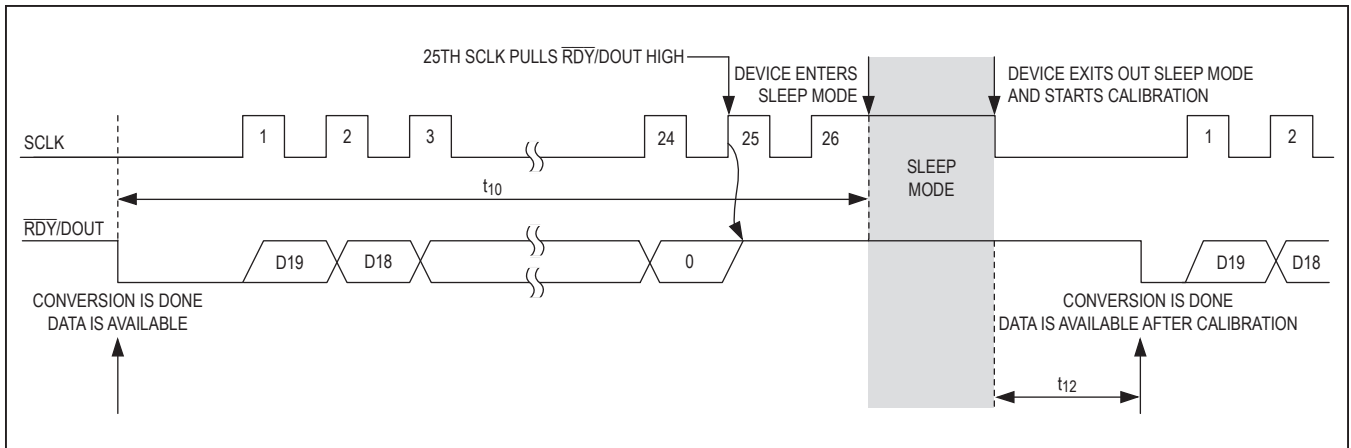 25TH SCLK PULLS R̅D̅Y̅/DOUT HIGH
DEVICE ENTERS
SLEEP MODE
DEVICE EXITS OUT SLEEP MODE
AND STARTS CALIBRATION
SCLK
1
2
3
24
25
26
1
2
SLEEP
MODE
t10
R̅D̅Y̅/DOUT
D19
D18
0
D19
D18
CONVERSION IS DONE
DATA IS AVAILABLE
CONVERSION IS DONE
DATA IS AVAILABLE AFTER CALIBRATION
t12